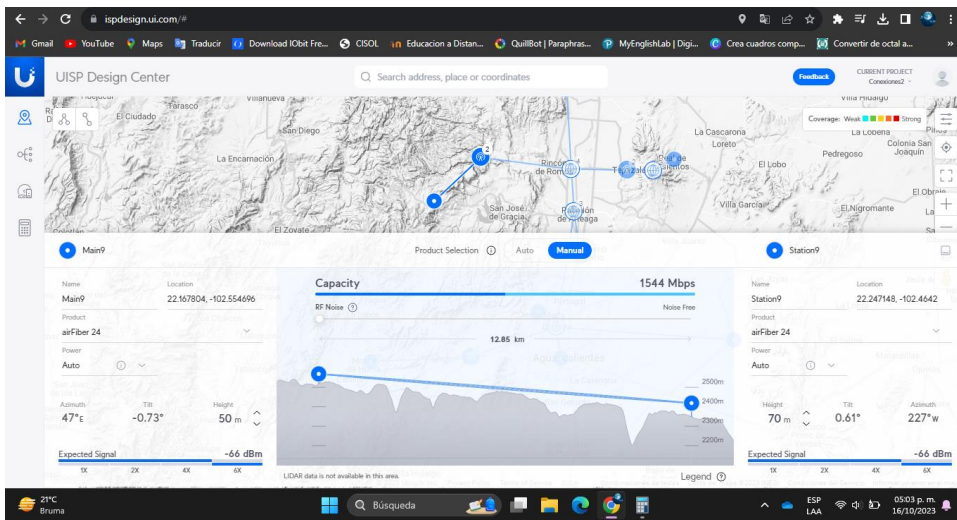 ispdesign.ui.com/#
Gmail YouTube Maps Traducir Download IObit Fre... CISOL Educacion a Distan... QuillBot | Paraphras... MyEnglishLab | Digi... Crea cuadros comp... Convertir de octal a... »
UISP Design Center
Search address, place or coordinates
Feedback
CURRENT PROJECT
Conexiones2
Villanueva
Villa Hidalgo
Tarasco
El Ciudado
Coverage: Weak Strong
San Diego
La Cascarona
Loreto
2
Colonia San
Joaquín
La Encarnación
Pedregoso
El Lobo
Rincón
de Romos
San José
de Gracia
Villa García
El Nigromante
El Zovate
Main9
Product Selection Auto Manual
Station9
Name Location
Main9 22.167804, -102.554696
Product
airFiber 24
Power
Auto
Azimuth Tilt Height
47°E -0.73° 50 m
Expected Signal -66 dBm
1X 2X 4X 6X
Capacity 1544 Mbps
RF Noise Noise Free
12.85 km
Aguascalientes
2500m
2400m
2300m
2200m
LIDAR data is not available in this area.
Legend
Name Location
Station9 22.247148, -102.4642
Product
airFiber 24
Power
Auto
Height Tilt Azimuth
70 m 0.61° 227°W
Expected Signal -66 dBm
1X 2X 4X 6X
21°C
Bruma
Búsqueda
ESP
LAA
05:03 p. m.
16/10/2023